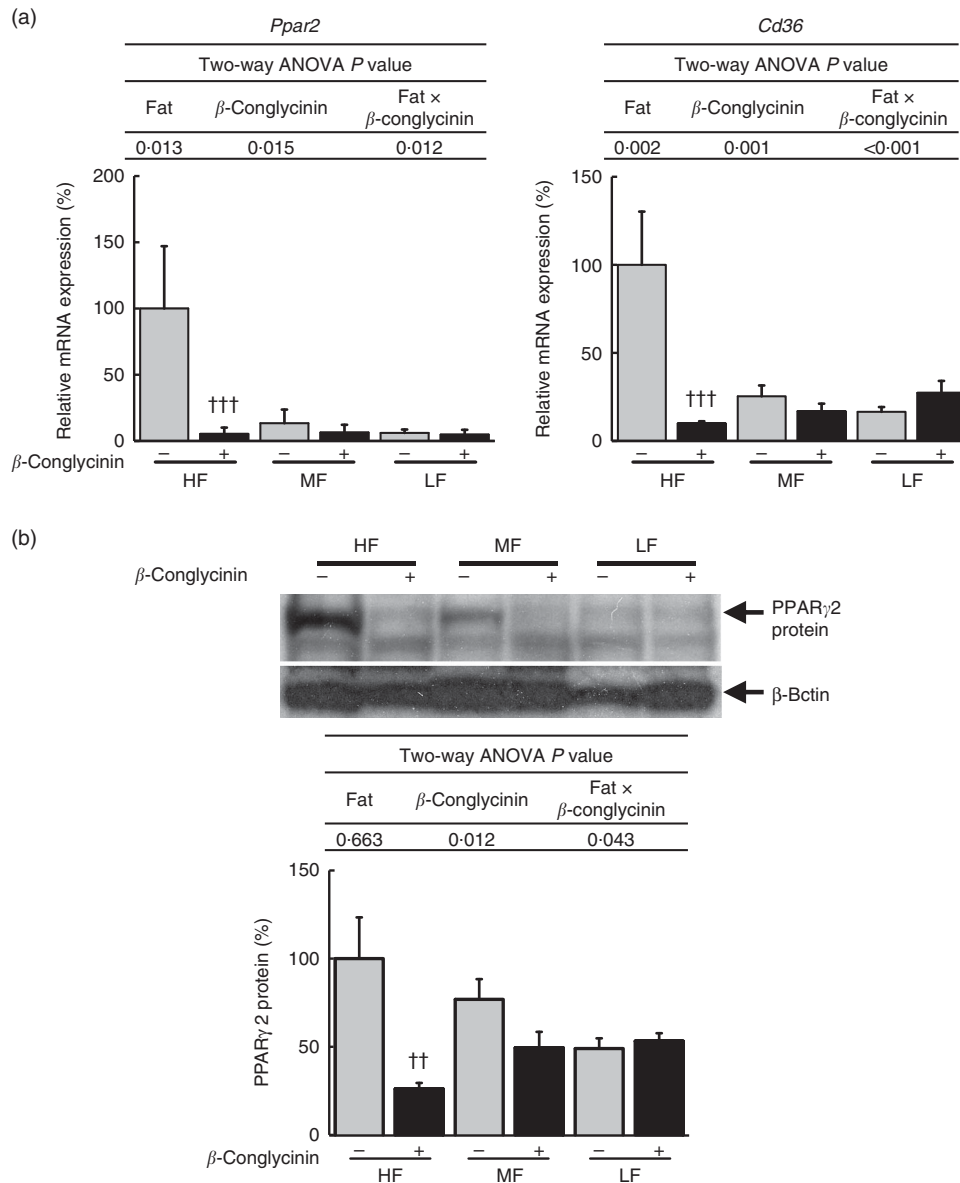 (a)
Ppar2
Two-way ANOVA P value
Fat β-Conglycinin Fat × β-conglycinin
0·013 0·015 0·012
Relative mRNA expression (%)
200
150
100
50
0
†††
β-Conglycinin − + − + − +
HF MF LF
Cd36
Two-way ANOVA P value
Fat β-Conglycinin Fat × β-conglycinin
0·002 0·001 <0·001
Relative mRNA expression (%)
150
100
50
0
†††
− + − + − +
HF MF LF
(b)
HF MF LF
β-Conglycinin − + − + − +
PPARγ2
protein
β-Bctin
Two-way ANOVA P value
Fat β-Conglycinin Fat × β-conglycinin
0·663 0·012 0·043
PPARγ 2 protein (%)
150
100
50
0
††
β-Conglycinin − + − + − +
HF MF LF